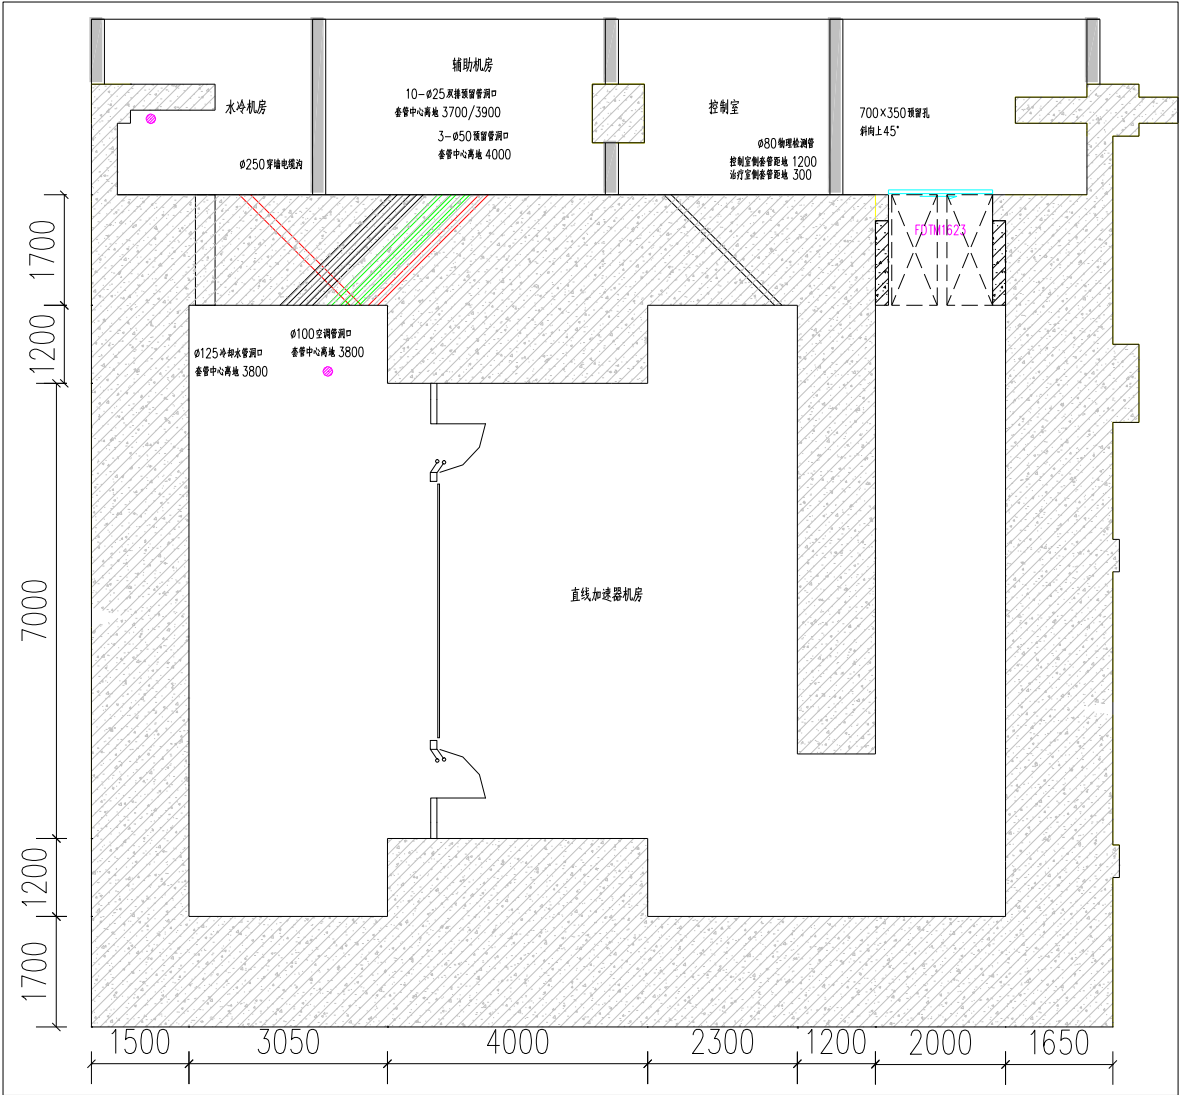 辅助机房
10-ø25双排预留管洞口
套管中心离地 3700/3900
3-ø50预留管洞口
套管中心离地 4000
水冷机房
ø250穿墙电缆沟
控制室
ø80物理检测管
控制室侧套管距地 1200
治疗室侧套管距地 300
700×350预留孔
斜向上45°
FDTM1623
ø100空调管洞口
套管中心离地 3800
ø125冷却水管洞口
套管中心离地 3800
直线加速器机房
1700
1200
7000
1200
1700
1500
3050
4000
2300
1200
2000
1650